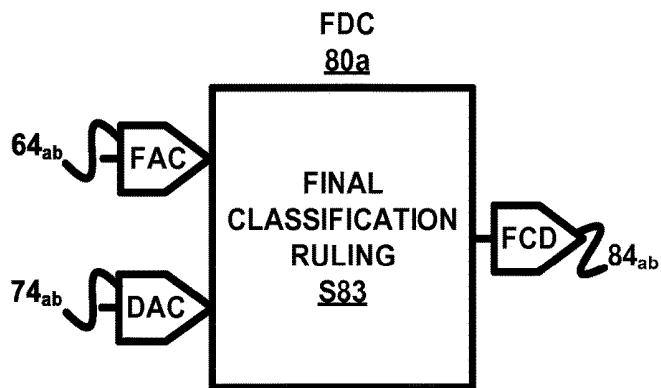 FDC
80a
64ab
FAC
FINAL
CLASSIFICATION
RULING
S83
FCD
84ab
74ab
DAC